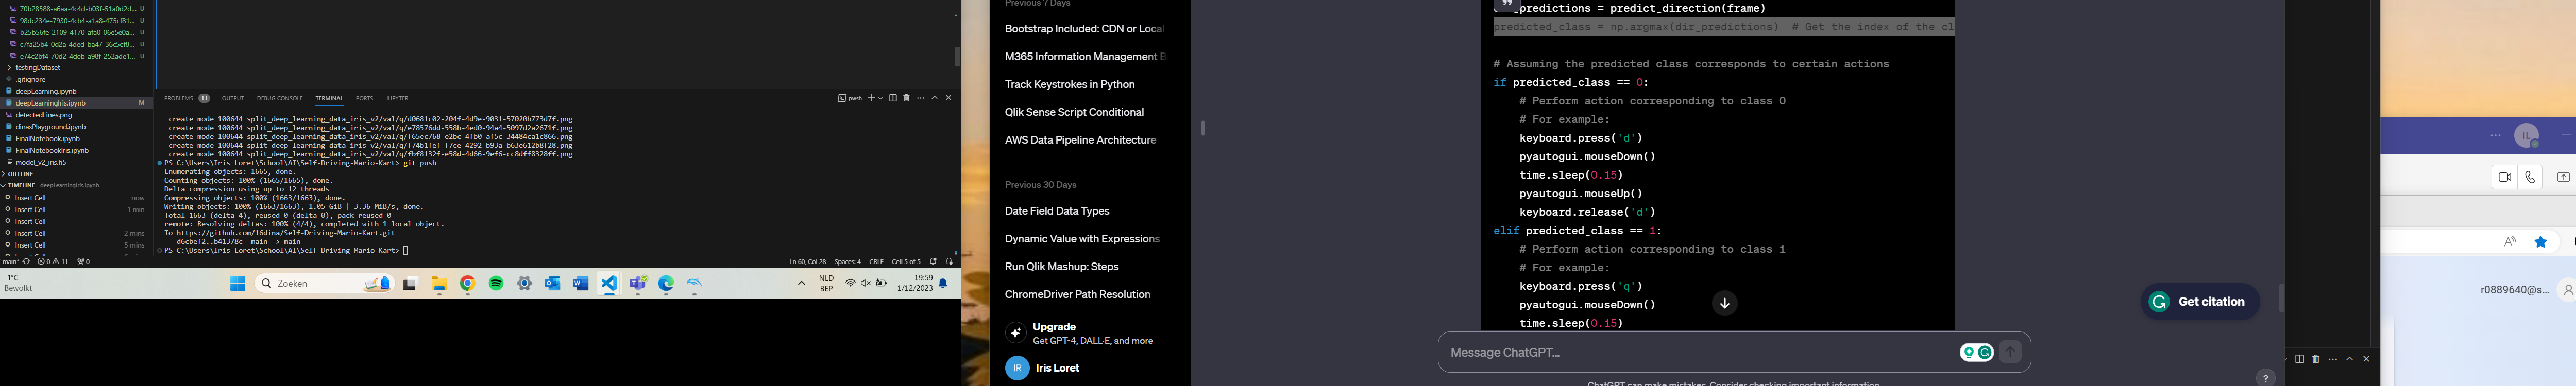 70b28588-a6aa-4c4d-b03f-51a0d2d... U
98dc234e-7930-4cb4-a1a8-475cf81... U
b25b56fe-2109-4170-afa0-06e5e0a... U
c7fa25b4-0d2a-4ded-ba47-36c5ef8... U
e74c2bf4-70d2-4deb-a98f-252ade1... U
testingDataset
.gitignore
deepLearning.ipynb
deepLearningIris.ipynb M
detectedLines.png
dinasPlayground.ipynb
FinalNotebook.ipynb
FinalNotebookIris.ipynb
model_v2_iris.h5
OUTLINE
TIMELINE deepLearningIris.ipynb
Insert Cell now
Insert Cell 1 min
Insert Cell
Insert Cell 2 mins
Insert Cell 5 mins
PROBLEMS 11 OUTPUT DEBUG CONSOLE TERMINAL PORTS JUPYTER
pwsh
create mode 100644 split_deep_learning_data_iris_v2/val/q/d0681c02-204f-4d9e-9031-57020b773d7f.png
create mode 100644 split_deep_learning_data_iris_v2/val/q/e78576dd-558b-4ed0-94a4-5097d2a2671f.png
create mode 100644 split_deep_learning_data_iris_v2/val/q/f65ec768-e2bc-4fb0-af5c-34484ca1c866.png
create mode 100644 split_deep_learning_data_iris_v2/val/q/f74b1fef-f7ce-4292-b93a-b63e612b8f28.png
create mode 100644 split_deep_learning_data_iris_v2/val/q/fbf8132f-e58d-4d66-9ef6-cc8dff8328ff.png
PS C:\Users\Iris Loret\School\AI\Self-Driving-Mario-Kart> git push
Enumerating objects: 1665, done.
Counting objects: 100% (1665/1665), done.
Delta compression using up to 12 threads
Compressing objects: 100% (1663/1663), done.
Writing objects: 100% (1663/1663), 1.05 GiB | 3.36 MiB/s, done.
Total 1663 (delta 4), reused 0 (delta 0), pack-reused 0
remote: Resolving deltas: 100% (4/4), completed with 1 local object.
To https://github.com/16dina/Self-Driving-Mario-Kart.git
d6cbef2..b41378c main -> main
PS C:\Users\Iris Loret\School\AI\Self-Driving-Mario-Kart>
main* 0 11 0
Ln 60, Col 28 Spaces: 4 CRLF Cell 5 of 5
-1°C
Bewolkt
Zoeken
NLD
BEP
19:59
1/12/2023
Previous 7 Days
Bootstrap Included: CDN or Local
M365 Information Management B
Track Keystrokes in Python
Qlik Sense Script Conditional
AWS Data Pipeline Architecture
Previous 30 Days
Date Field Data Types
Dynamic Value with Expressions
Run Qlik Mashup: Steps
ChromeDriver Path Resolution
Upgrade
Get GPT-4, DALL·E, and more
IR Iris Loret
_predictions = predict_direction(frame)
predicted_class = np.argmax(dir_predictions) # Get the index of the cl
# Assuming the predicted class corresponds to certain actions
if predicted_class == 0:
# Perform action corresponding to class 0
# For example:
keyboard.press('d')
pyautogui.mouseDown()
time.sleep(0.15)
pyautogui.mouseUp()
keyboard.release('d')
elif predicted_class == 1:
# Perform action corresponding to class 1
# For example:
keyboard.press('q')
pyautogui.mouseDown()
time.sleep(0.15)
Message ChatGPT...
ChatGPT can make mistakes. Consider checking important information.
Get citation
?
IL
r0889640@s...